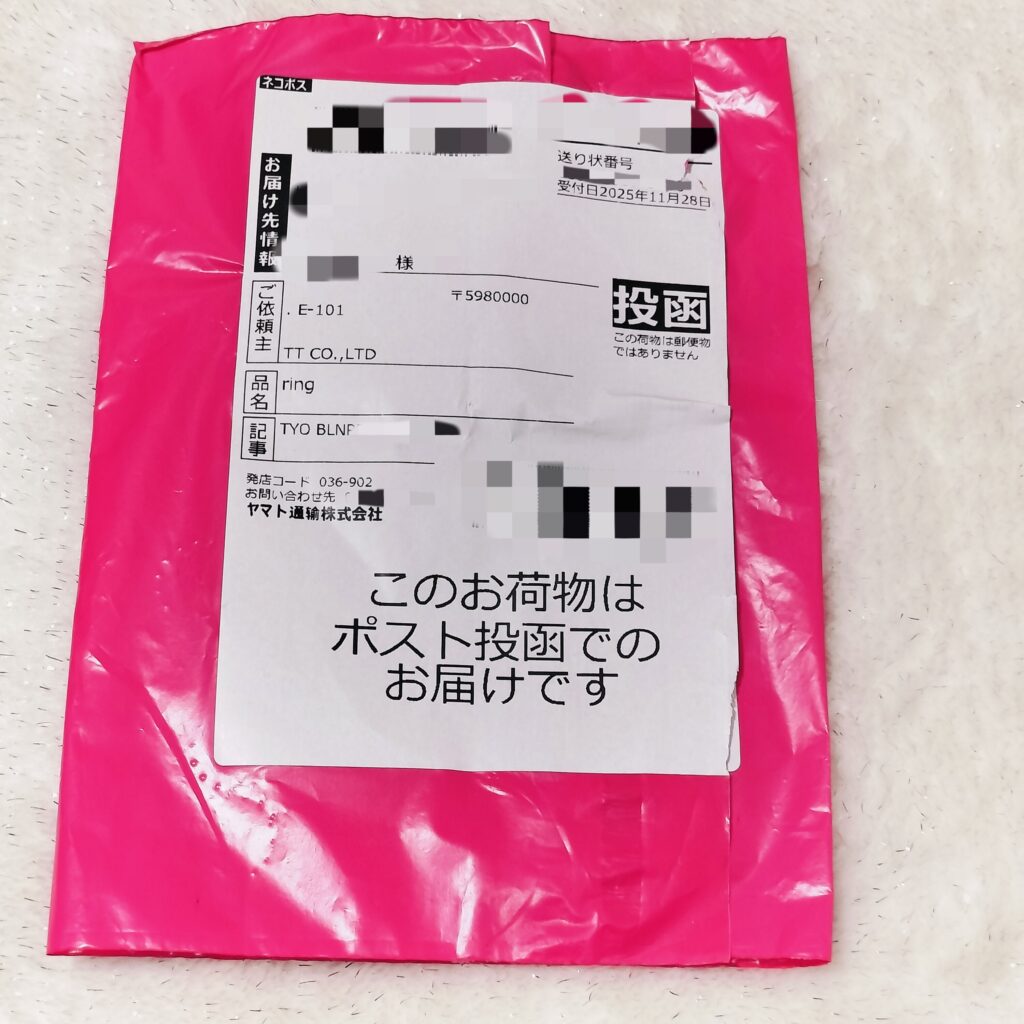 ネコポス
送り状番号
受付日2025年11月28日
お届け先情報
様
ご依頼主
〒5980000
. E-101
TT CO.,LTD
投函
この荷物は郵便物
ではありません
品名
ring
記事
TYO BLNP
発店コード 036-902
お問い合わせ先
ヤマト運輸株式会社
このお荷物は
ポスト投函での
お届けです